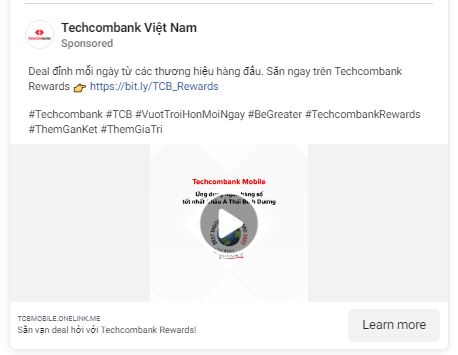 TECHCOMBANK
Techcombank Việt Nam
Sponsored
Deal đỉnh mỗi ngày từ các thương hiệu hàng đầu. Săn ngay trên Techcombank
Rewards 👉 https://bit.ly/TCB_Rewards
#Techcombank #TCB #VuotTroiHonMoiNgay #BeGreater #TechcombankRewards
#ThemGanKet #ThemGiaTri
Techcombank Mobile
Ứng dụng ngân hàng số
tốt nhất Châu Á Thái Bình Dương
TCBMOBILE.ONELINK.ME
Săn vạn deal hời với Techcombank Rewards!
Learn more